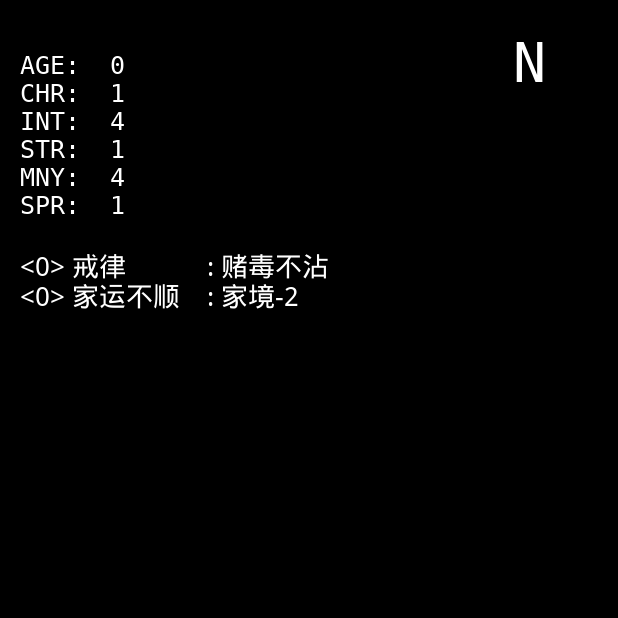 N
AGE: 0
CHR: 1
INT: 4
STR: 1
MNY: 4
SPR: 1
<O> 戒律 : 赌毒不沾
<O> 家运不顺 : 家境-2